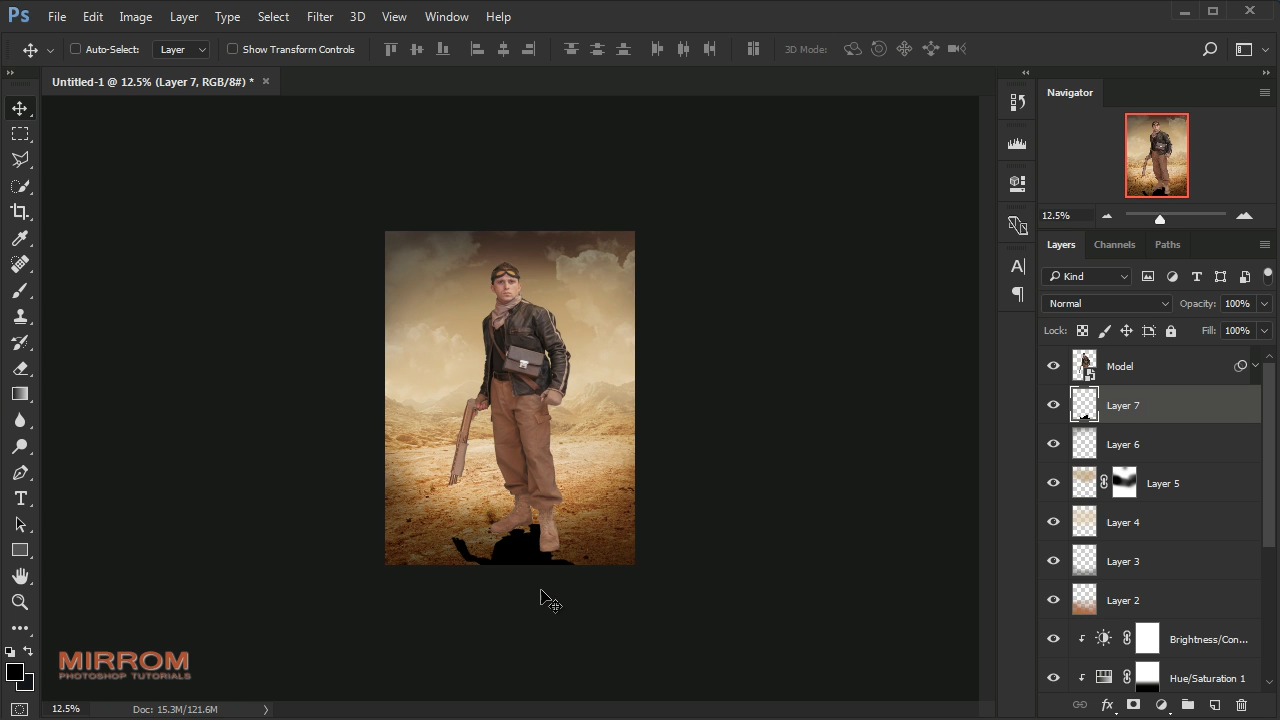 Ps File Edit Image Layer Type Select Filter 3D View Window Help
Auto-Select: Layer Show Transform Controls 3D Mode:
Untitled-1 @ 12.5% (Layer 7, RGB/8#) *
Navigator
12.5%
Layers Channels Paths
Kind
Normal Opacity: 100%
Lock: Fill: 100%
Model
Layer 7
Layer 6
Layer 5
Layer 4
Layer 3
Layer 2
Brightness/Con...
Hue/Saturation 1
MIRROM
PHOTOSHOP TUTORIALS
12.5% Doc: 15.3M/121.6M